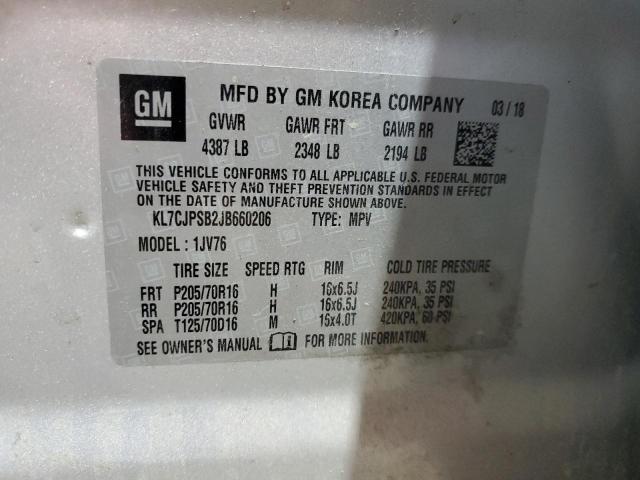 GM MFD BY GM KOREA COMPANY 03 / 18
GVWR GAWR FRT GAWR RR
4387 LB 2348 LB 2194 LB
THIS VEHICLE CONFORMS TO ALL APPLICABLE U.S. FEDERAL MOTOR
VEHICLE SAFETY AND THEFT PREVENTION STANDARDS IN EFFECT
ON THE DATE OF MANUFACTURE SHOWN ABOVE.
KL7CJPSB2JB660206 TYPE: MPV
MODEL : 1JV76
TIRE SIZE SPEED RTG RIM COLD TIRE PRESSURE
FRT P205/70R16 H 16x6.5J 240KPA, 35 PSI
RR P205/70R16 H 16x6.5J 240KPA, 35 PSI
SPA T125/70D16 M 15x4.0T 420KPA, 60 PSI
SEE OWNER'S MANUAL FOR MORE INFORMATION.